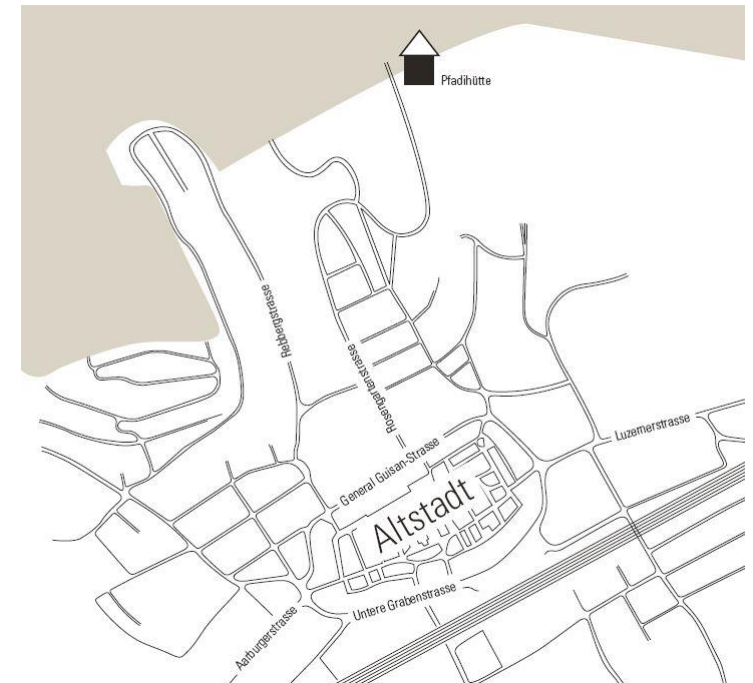 Pfadihütte
Rebbergstrasse
Rosengartenstrasse
General Guisan-Strasse
Luzernerstrasse
Altstadt
Untere Grabenstrasse
Aarburgerstrasse